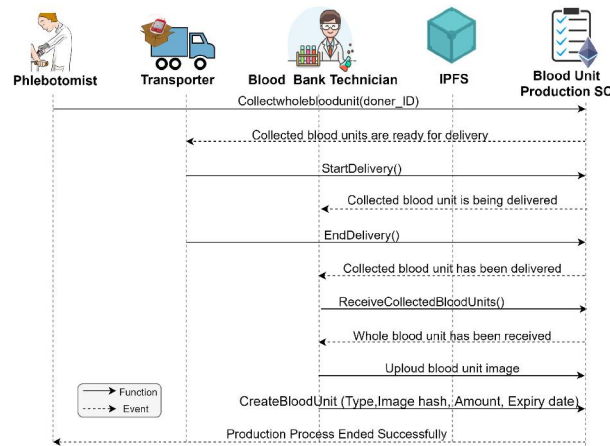 Phlebotomist
Transporter
Blood Bank Technician
IPFS
Blood Unit
Production SC
Collectwholebloodunit(doner_ID)
Collected blood units are ready for delivery
StartDelivery()
Collected blood unit is being delivered
EndDelivery()
Collected blood unit has been delivered
ReceiveCollectedBloodUnits()
Whole blood unit has been received
Uploud blood unit image
CreateBloodUnit (Type,Image hash, Amount, Expiry date)
Function
Event
Production Process Ended Successfully